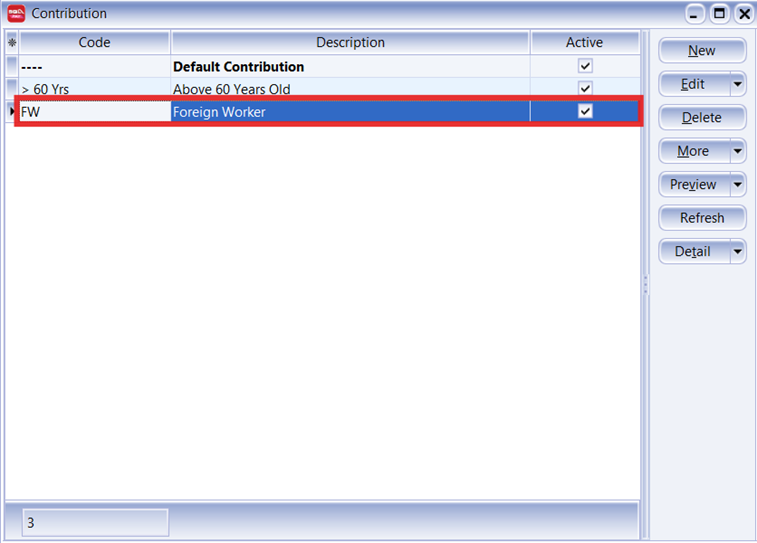 Contribution
Code Description Active
---- Default Contribution
> 60 Yrs Above 60 Years Old
FW Foreign Worker
3
New
Edit
Delete
More
Preview
Refresh
Detail